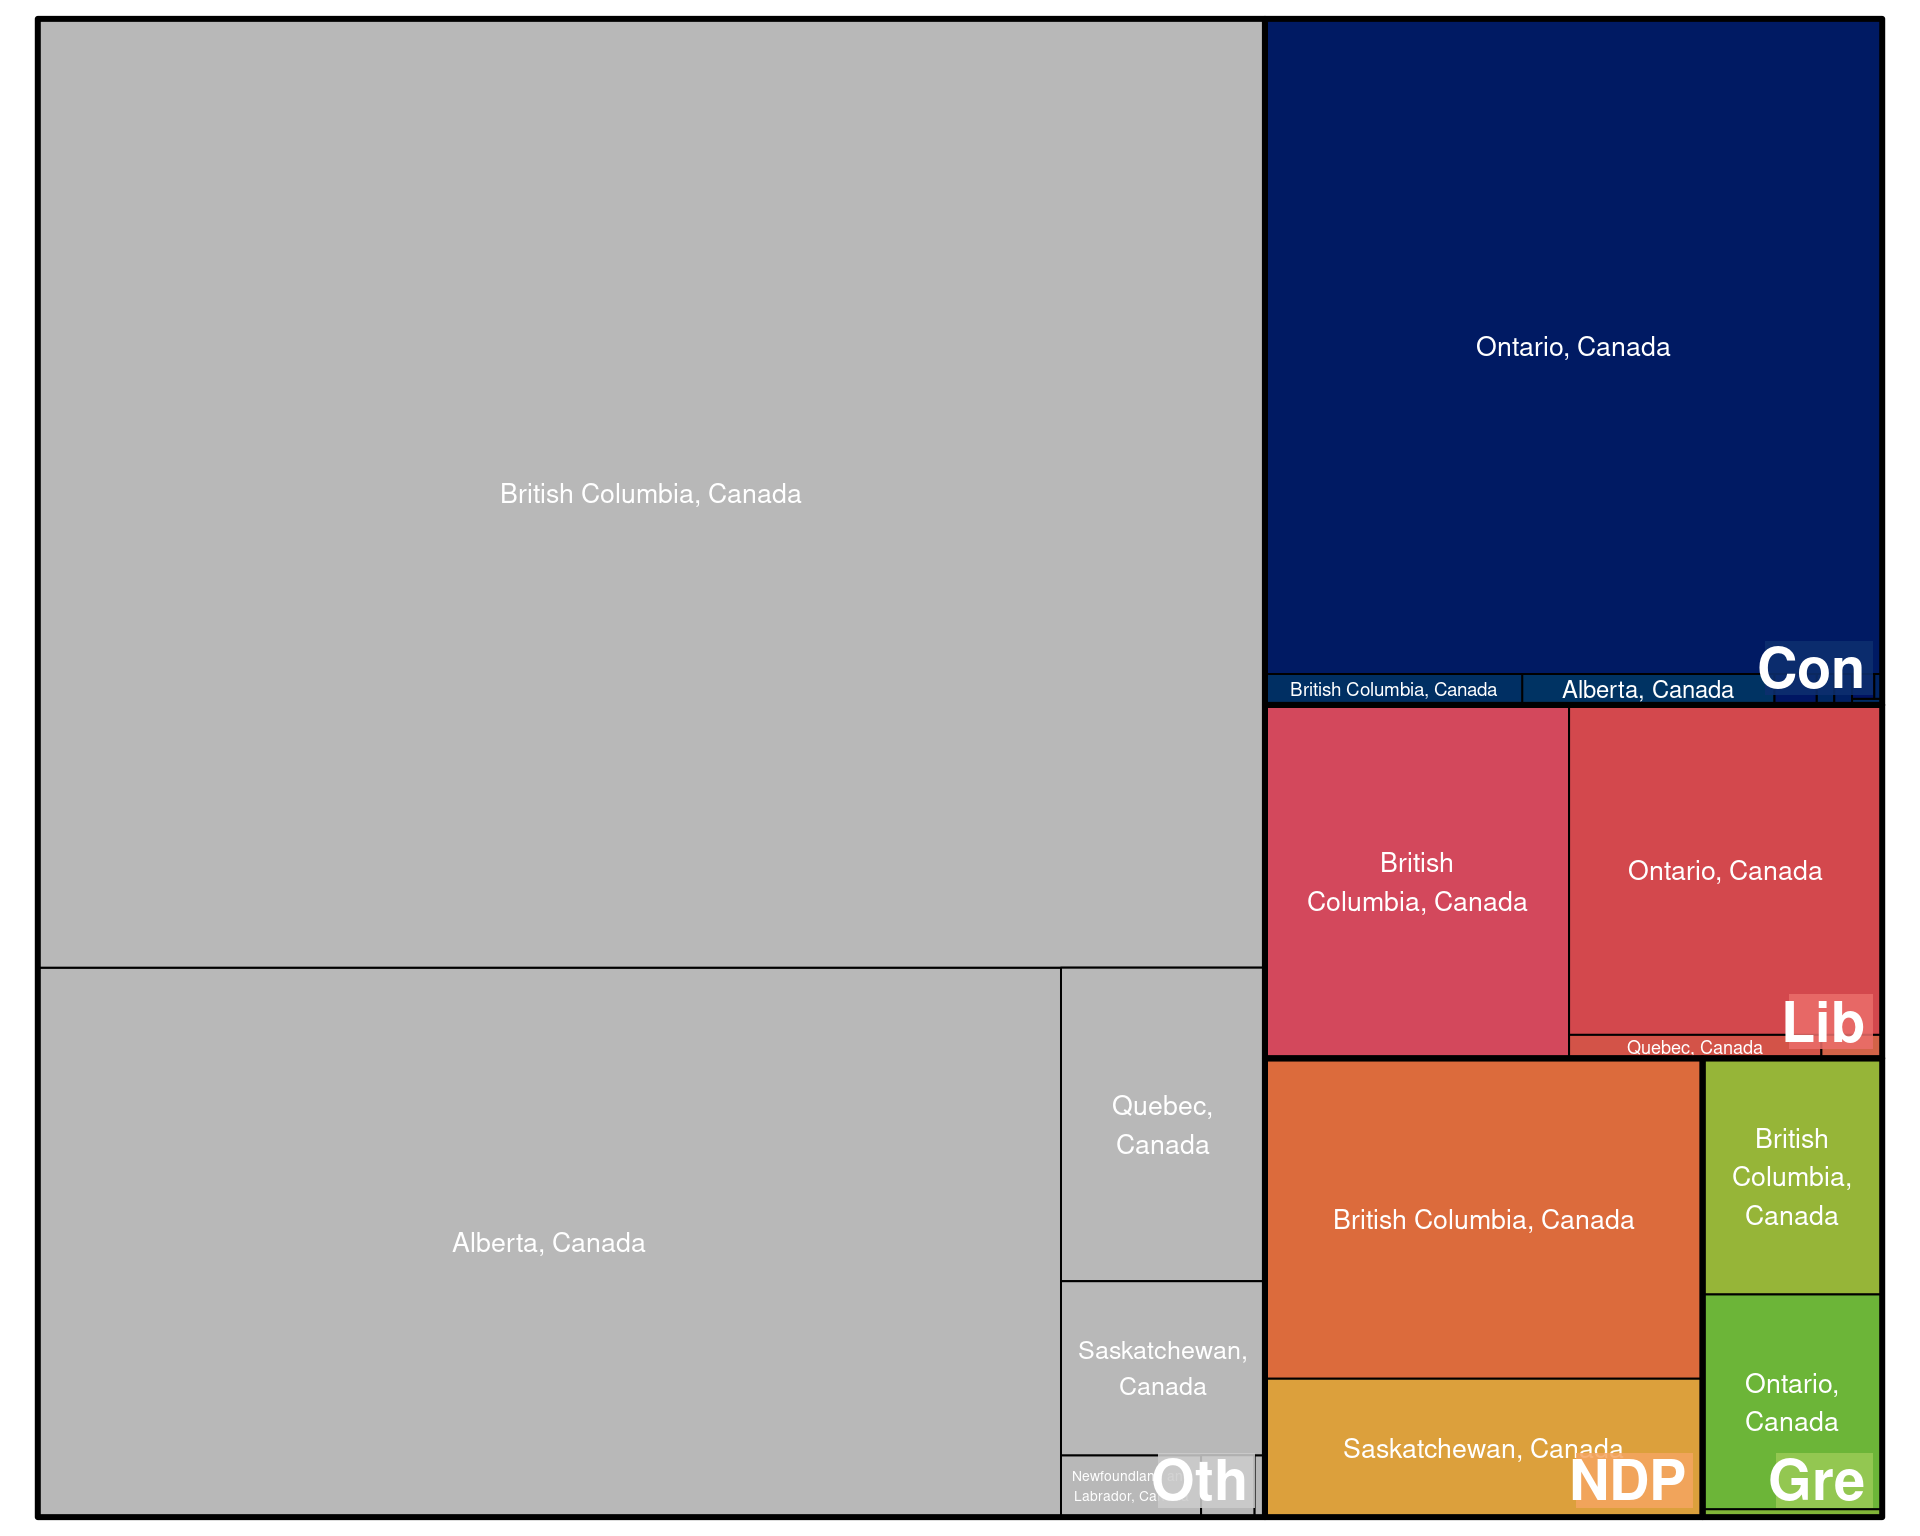 British Columbia, Canada
Alberta, Canada
Quebec,
Canada
Saskatchewan,
Canada
Labrador, Ca
Oth
Ontario, Canada
British Columbia, Canada
Alberta, Canada
Con
British
Columbia, Canada
Ontario, Canada
Quebec, Canada
Lib
British Columbia, Canada
Saskatchewan, Canada
NDP
British
Columbia,
Canada
Ontario,
Canada
Gre